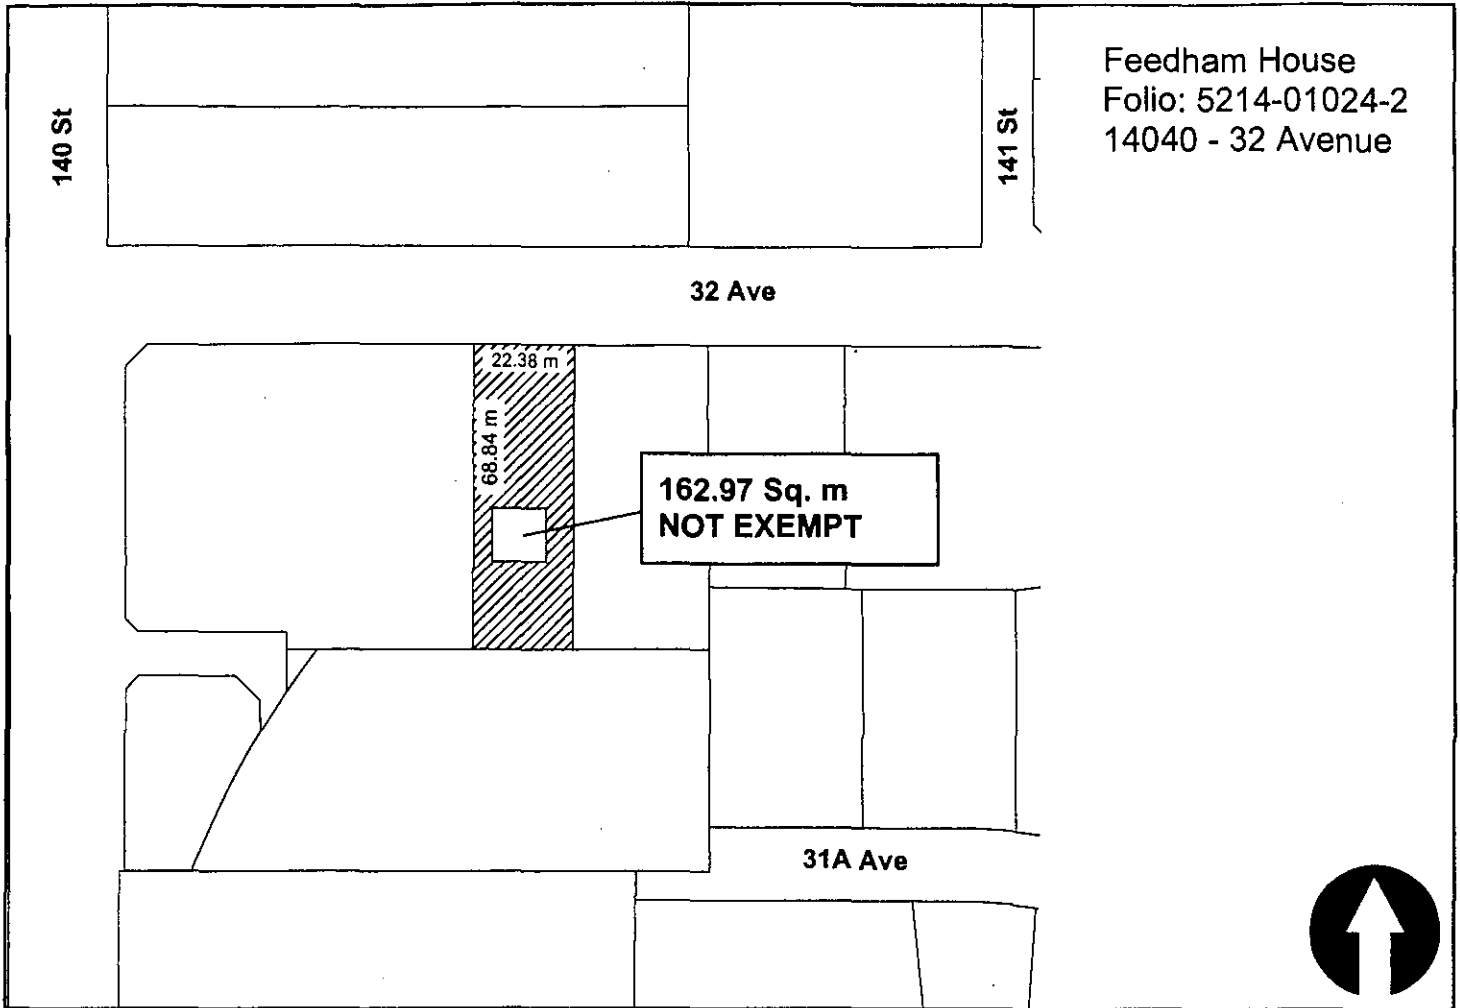 Feedham House
Folio: 5214-01024-2
14040 - 32 Avenue
140 St
141 St
32 Ave
22.38 m
68.84 m
162.97 Sq. m
NOT EXEMPT
31A Ave